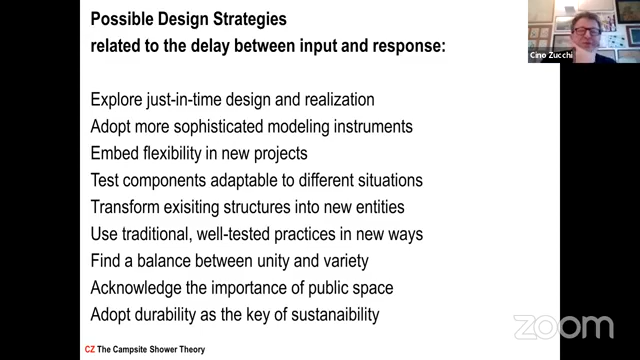 Possible Design Strategies
related to the delay between input and response:
Explore just-in-time design and realization
Adopt more sophisticated modeling instruments
Embed flexibility in new projects
Test components adaptable to different situations
Transform exisiting structures into new entities
Use traditional, well-tested practices in new ways
Find a balance between unity and variety
Acknowledge the importance of public space
Adopt durability as the key of sustanaibility
CZ The Campsite Shower Theory
Cino Zucchi
zoom